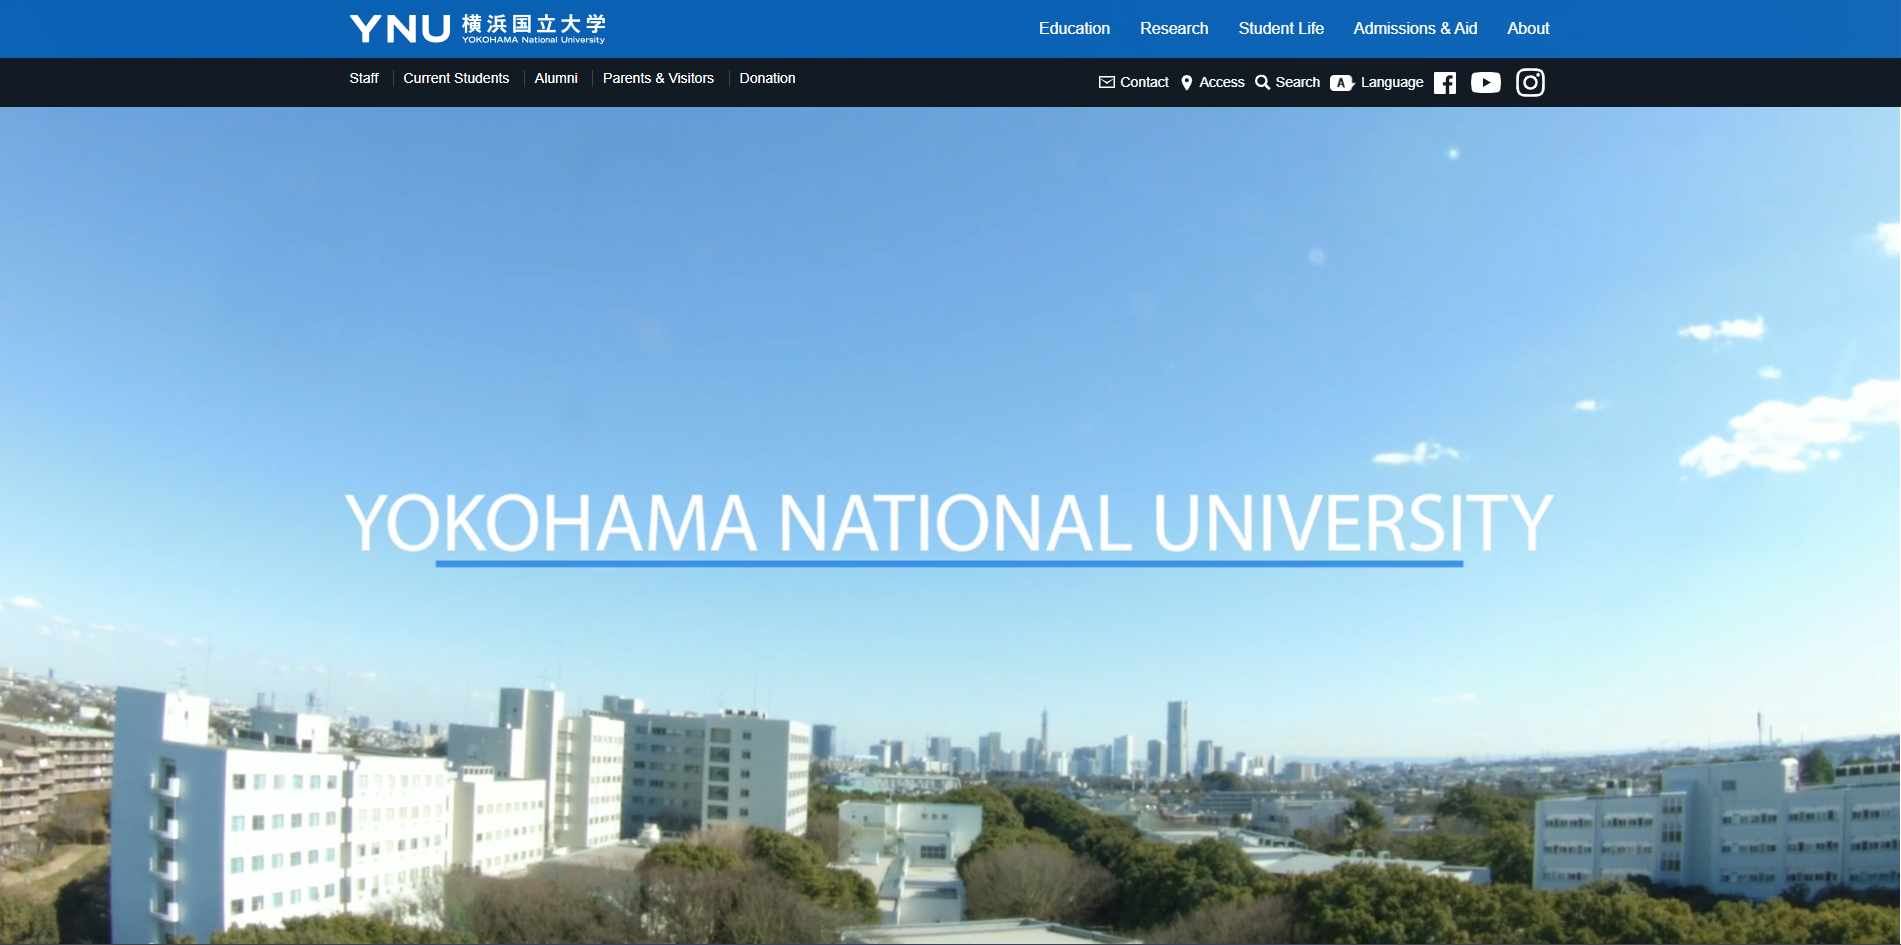 YNU 横浜国立大学
YOKOHAMA National University
Education Research Student Life Admissions & Aid About
Staff Current Students Alumni Parents & Visitors Donation
Contact Access Search A Language
YOKOHAMA NATIONAL UNIVERSITY